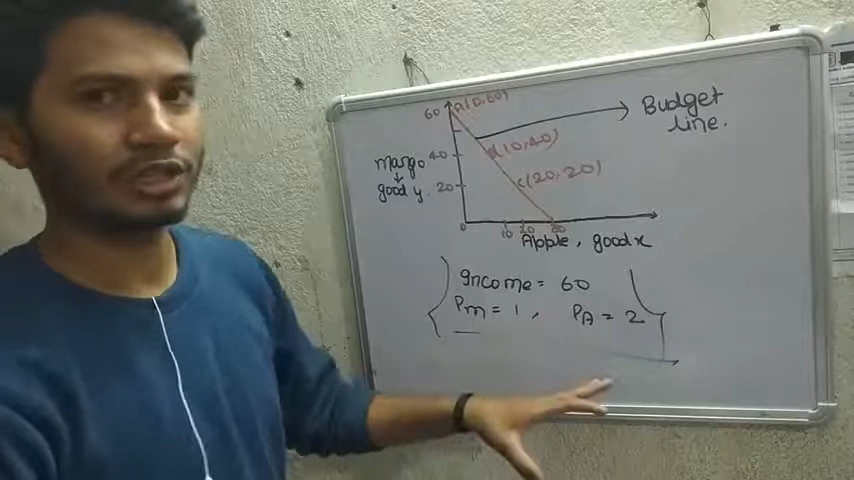 60 a(0,60)
Budget
Line.
b(10,40)
mango 40
good y. 20
c(20,20)
0 10 20 30
Apple, good x
Income = 60
Pm = 1, PA = 2